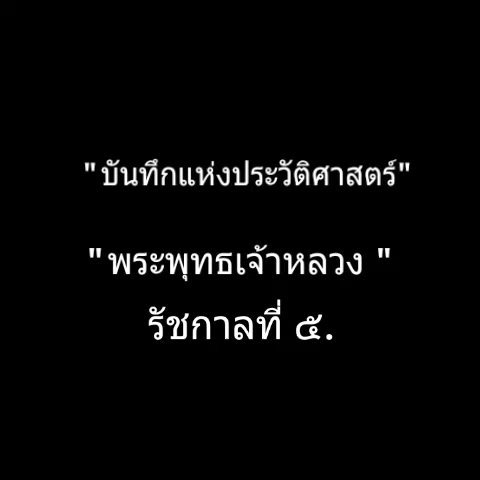 "บันทึกแห่งประวัติศาสตร์"
"พระพุทธเจ้าหลวง "
รัชกาลที่ ๕.